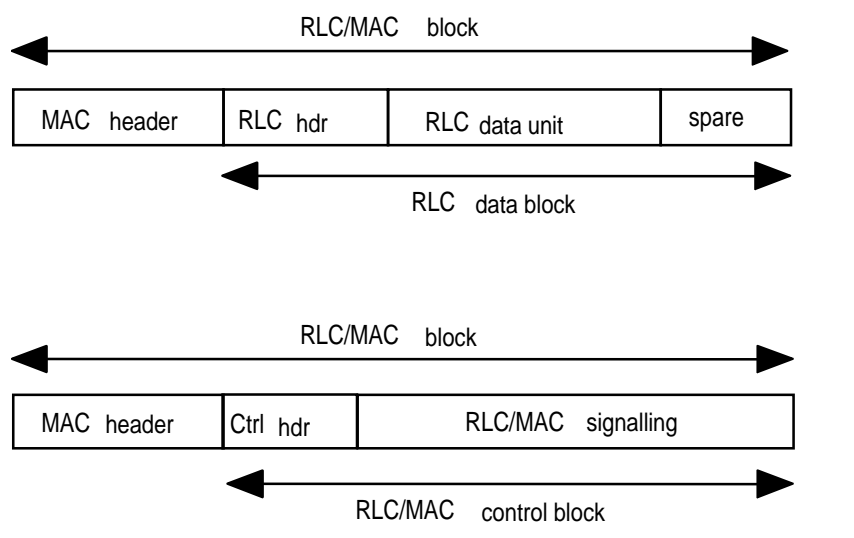 RLC/MAC block
MAC header RLC hdr RLC data unit spare
RLC data block
RLC/MAC block
MAC header Ctrl hdr RLC/MAC signalling
RLC/MAC control block